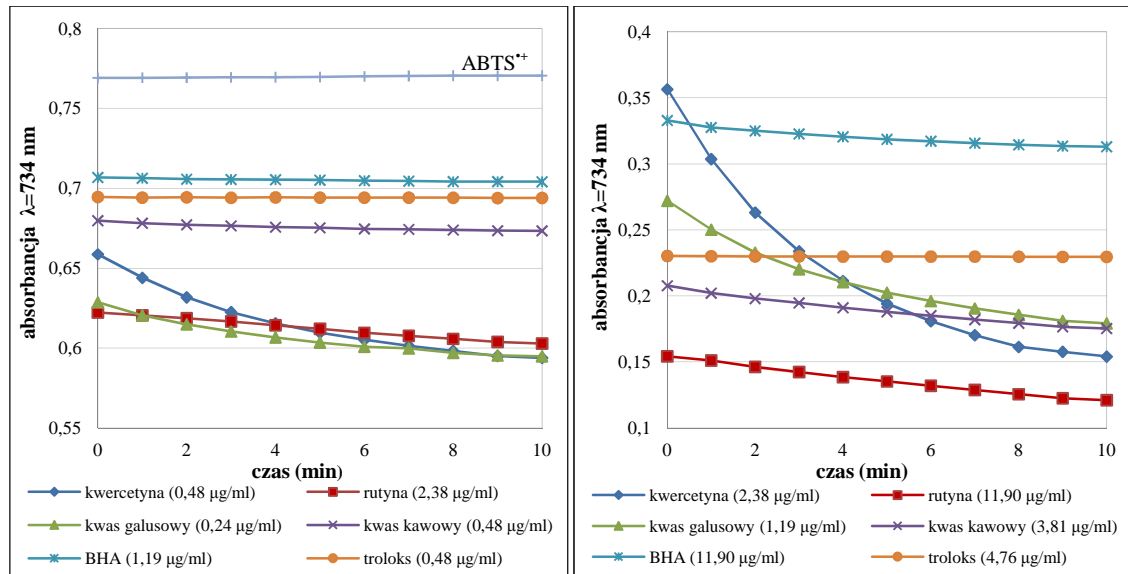 0,8
ABTS•+
0,75
0,7
0,65
0,6
0,55
absorbancja λ=734 nm
0 2 4 6 8 10
czas (min)
kwercetyna (0,48 μg/ml) rutyna (2,38 μg/ml)
kwas galusowy (0,24 μg/ml) kwas kawowy (0,48 μg/ml)
BHA (1,19 μg/ml) troloks (0,48 μg/ml)
0,4
0,35
0,3
0,25
0,2
0,15
0,1
absorbancja λ=734 nm
0 2 4 6 8 10
czas (min)
kwercetyna (2,38 μg/ml) rutyna (11,90 μg/ml)
kwas galusowy (1,19 μg/ml) kwas kawowy (3,81 μg/ml)
BHA (11,90 μg/ml) troloks (4,76 μg/ml)